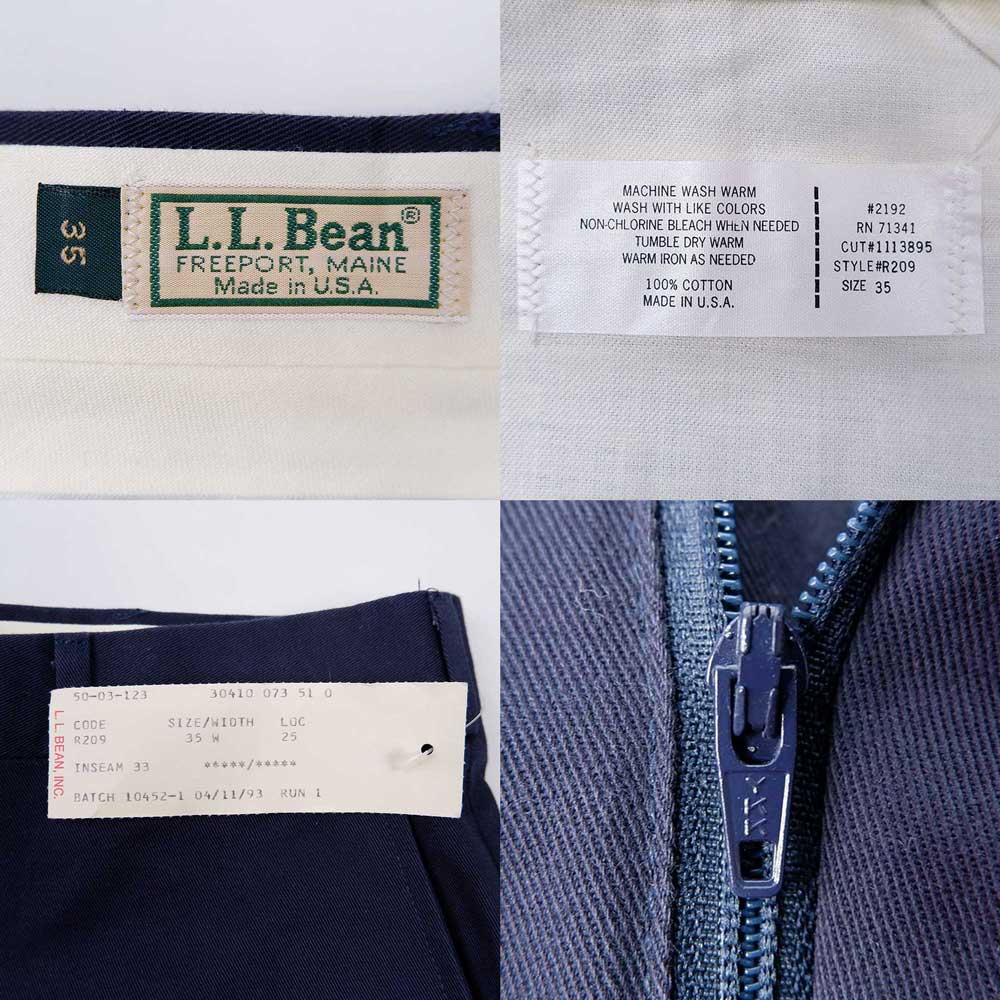 35
L.L. Bean®
FREEPORT, MAINE
Made in U.S.A.
MACHINE WASH WARM
WASH WITH LIKE COLORS
NON-CHLORINE BLEACH WHEN NEEDED
TUMBLE DRY WARM
WARM IRON AS NEEDED
100% COTTON
MADE IN U.S.A.
#2192
RN 71341
CUT#1113895
STYLE#R209
SIZE 35
L.L. BEAN, INC.
50-03-123 30410 073 51 0
CODE SIZE/WIDTH LOC
R209 35 W 25
INSEAM 33 *****/*****
BATCH 10452-1 04/11/93 RUN 1
YKK